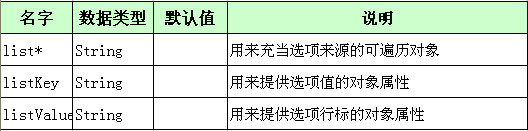 名字 数据类型 默认值 说明
list* String 用来充当选项来源的可遍历对象
listKey String 用来提供选项值的对象属性
listValue String 用来提供选项行标的对象属性